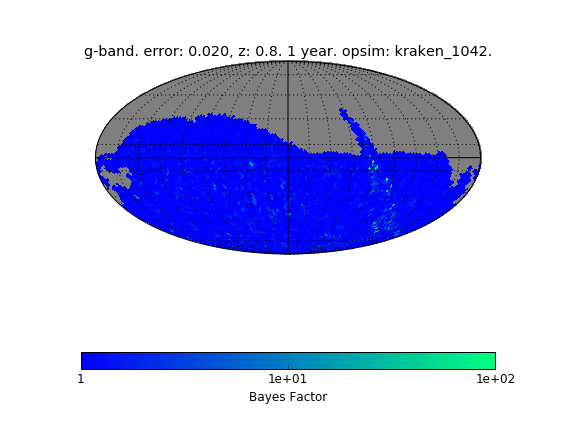 g-band. error: 0.020, z: 0.8. 1 year. opsim: kraken_1042.
1 1e+01 1e+02
Bayes Factor